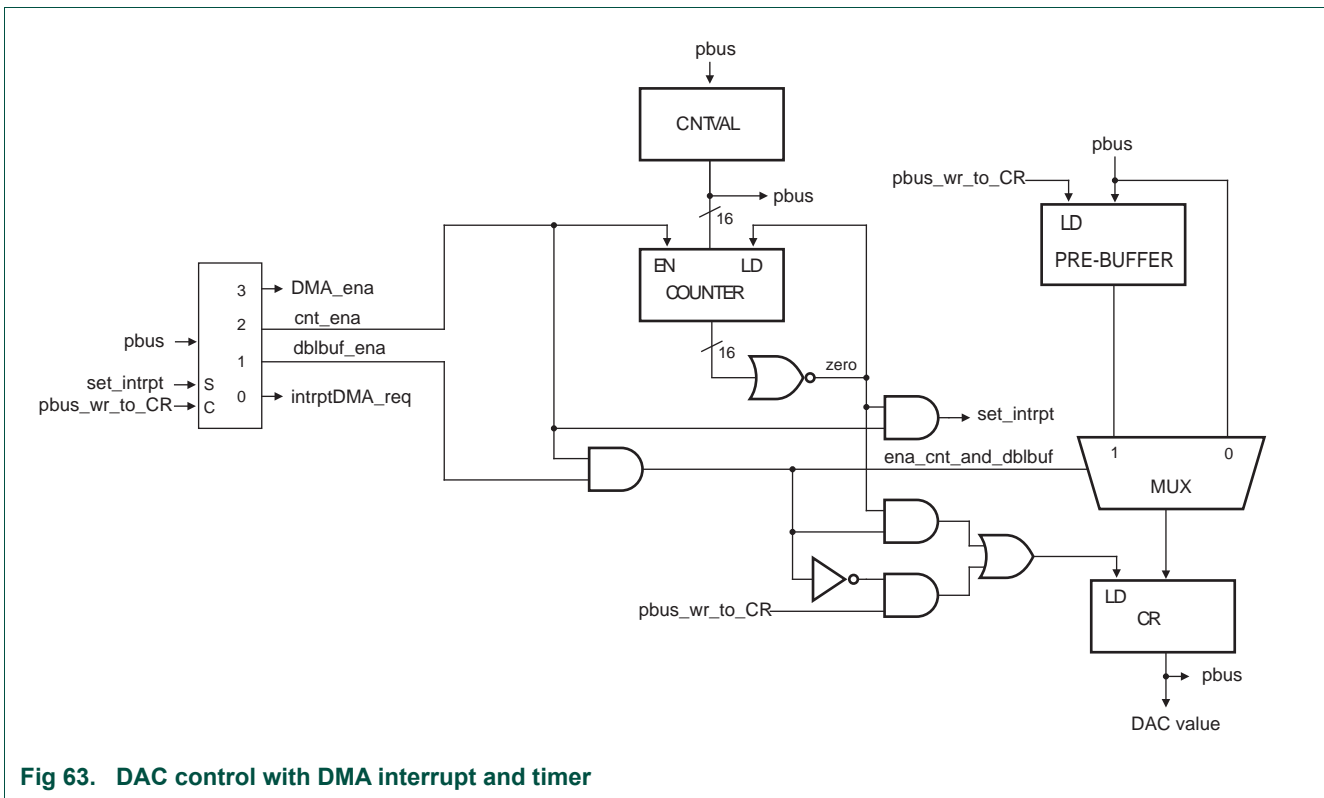 pbus
CNTVAL
pbus
16
pbus
pbus_wr_to_CR
LD
PRE-BUFFER
EN LD
COUNTER
16
zero
3 DMA_ena
2 cnt_ena
1 dblbuf_ena
0 intrptDMA_req
pbus
set_intrpt S
pbus_wr_to_CR C
set_intrpt
ena_cnt_and_dblbuf
1 0
MUX
pbus_wr_to_CR
LD
CR
pbus
DAC value
Fig 63. DAC control with DMA interrupt and timer